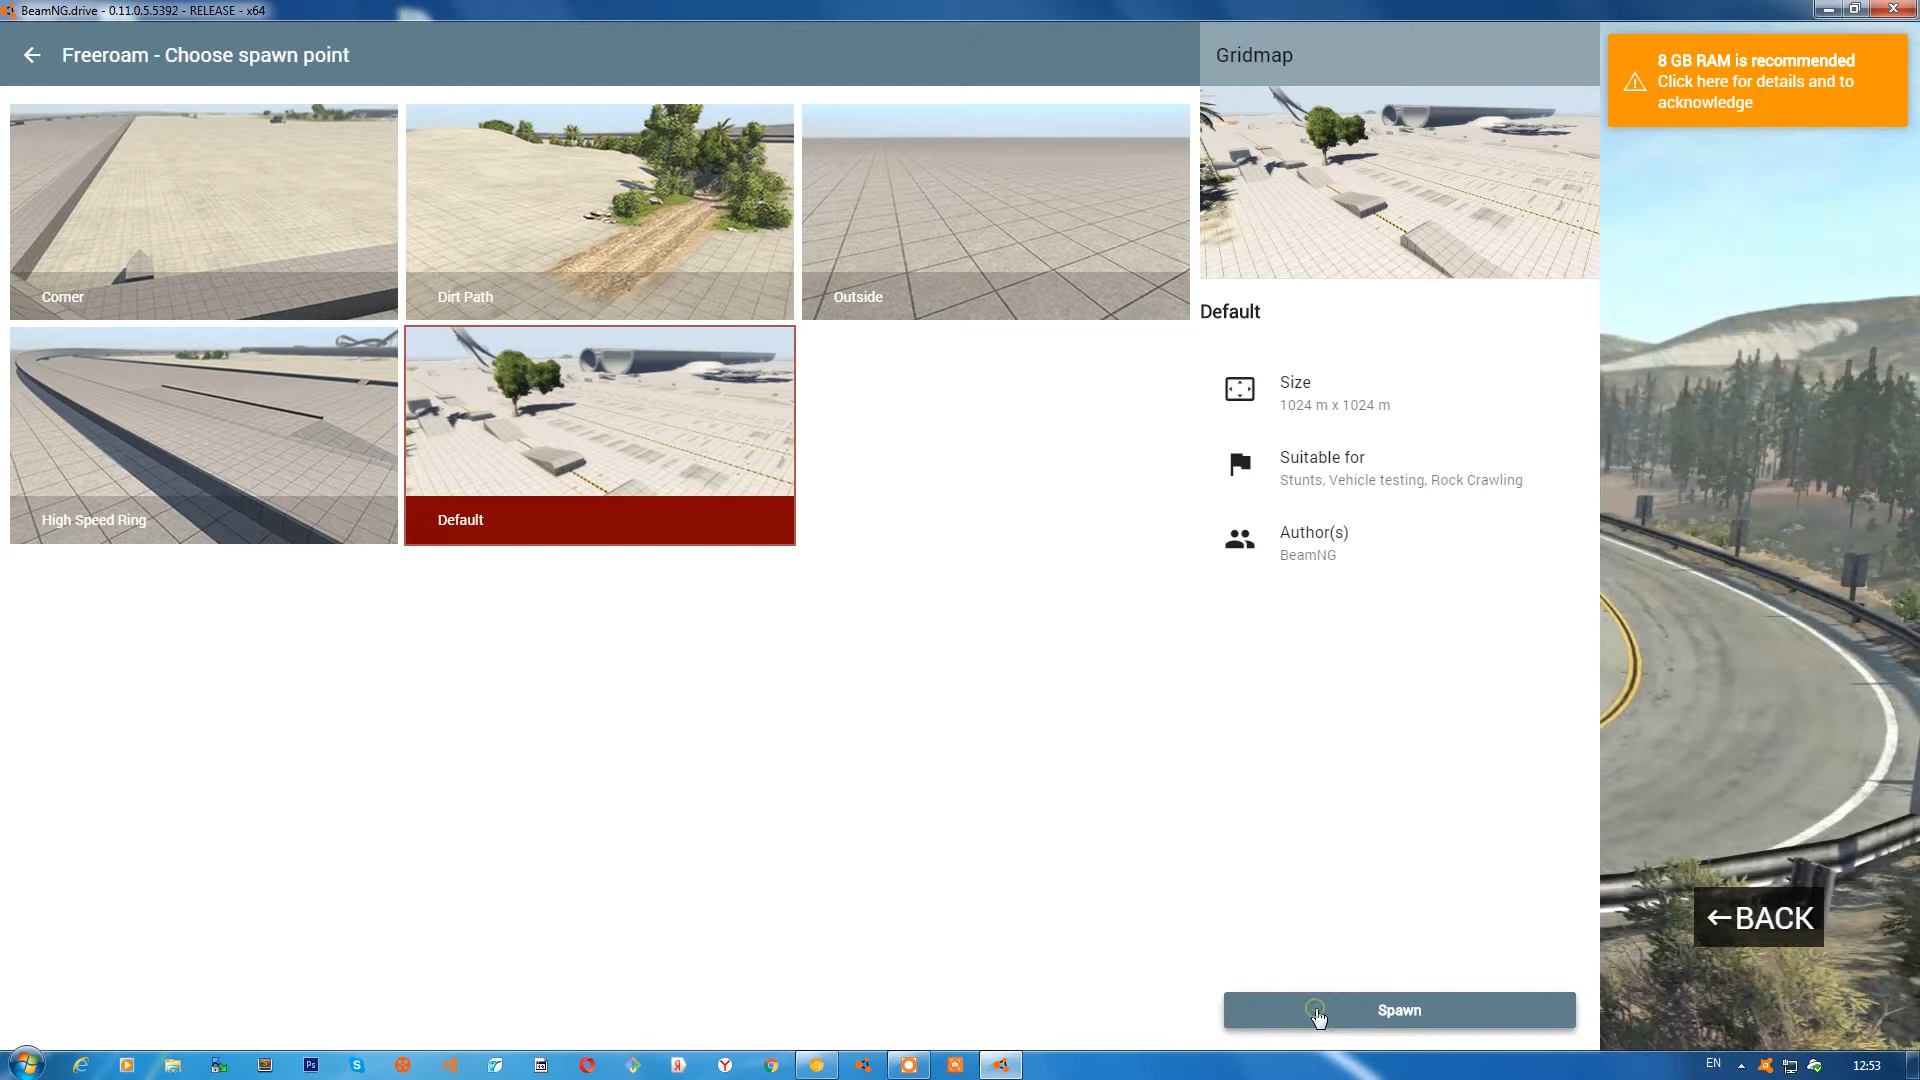 BeamNG.drive - 0.11.0.5.5392 - RELEASE - x64
Freeroam - Choose spawn point
Gridmap
8 GB RAM is recommended
Click here for details and to
acknowledge
Corner
Dirt Path
Outside
High Speed Ring
Default
Default
Size
1024 m x 1024 m
Suitable for
Stunts, Vehicle testing, Rock Crawling
Author(s)
BeamNG
←BACK
Spawn
Ps
EN
12:53